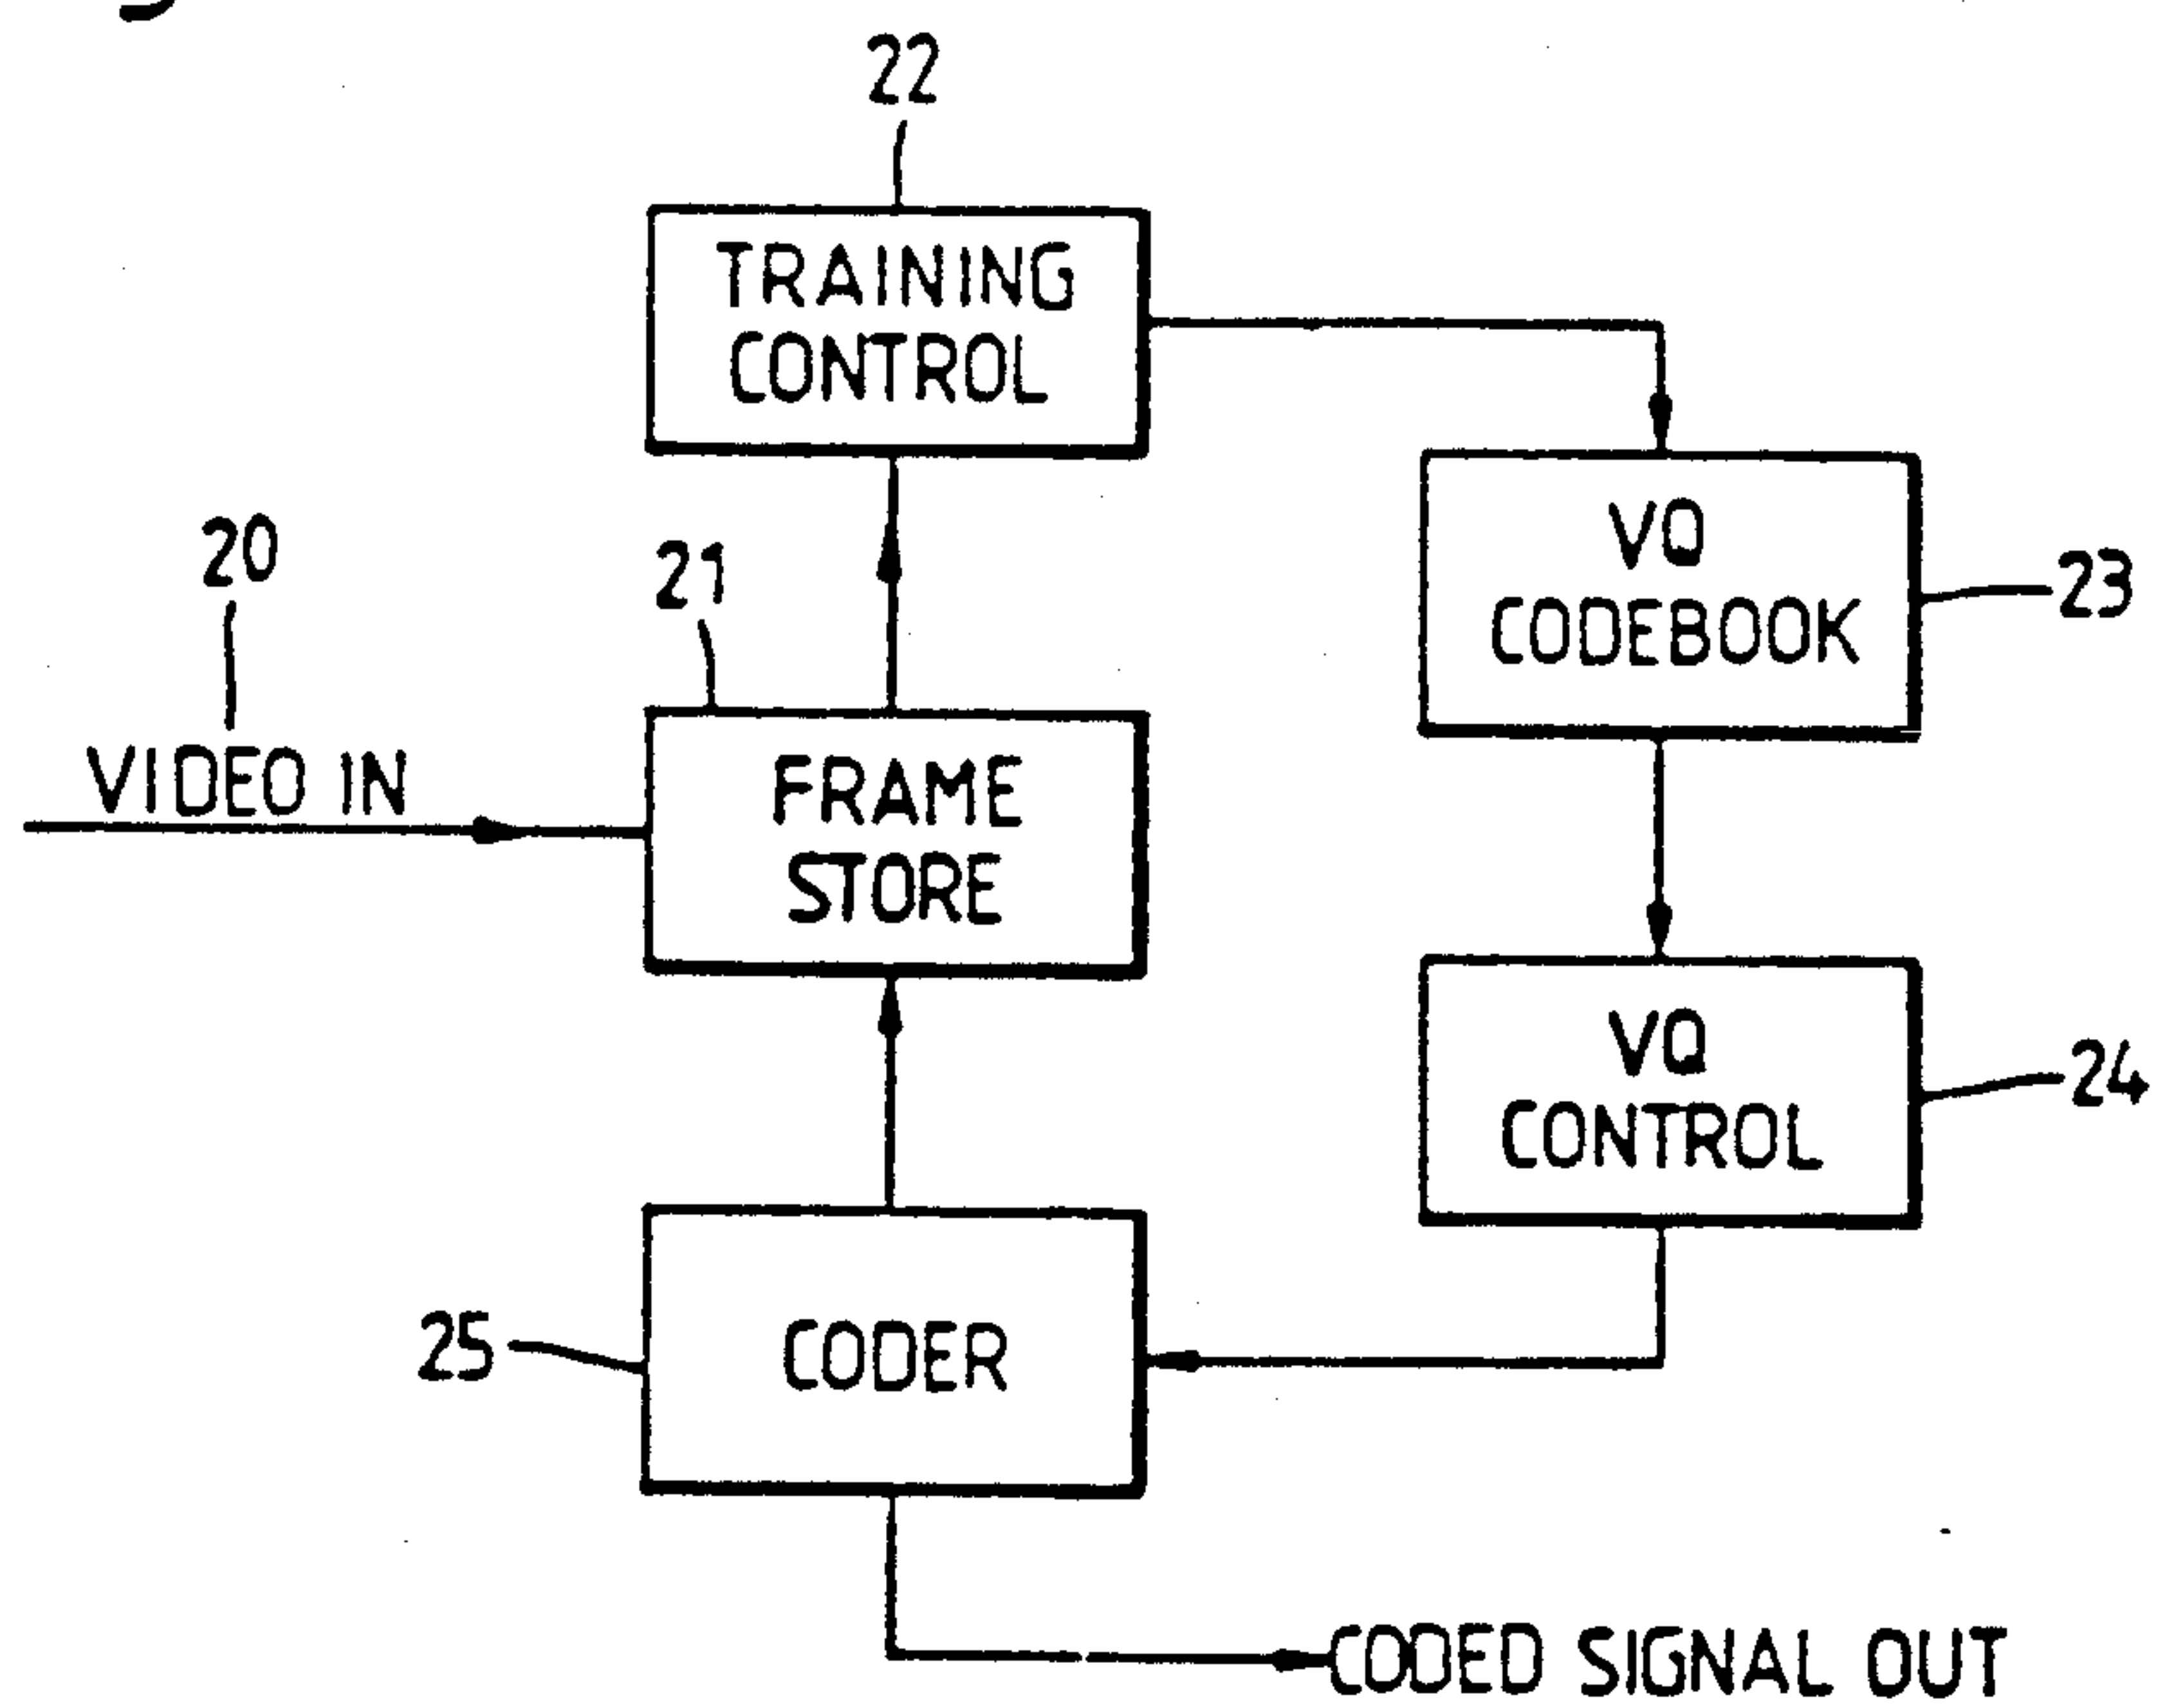 22
TRAINING
CONTROL
VQ
CODEBOOK
23
20
21
VIDEO IN
FRAME
STORE
VQ
CONTROL
24
25
CODER
CODED SIGNAL OUT